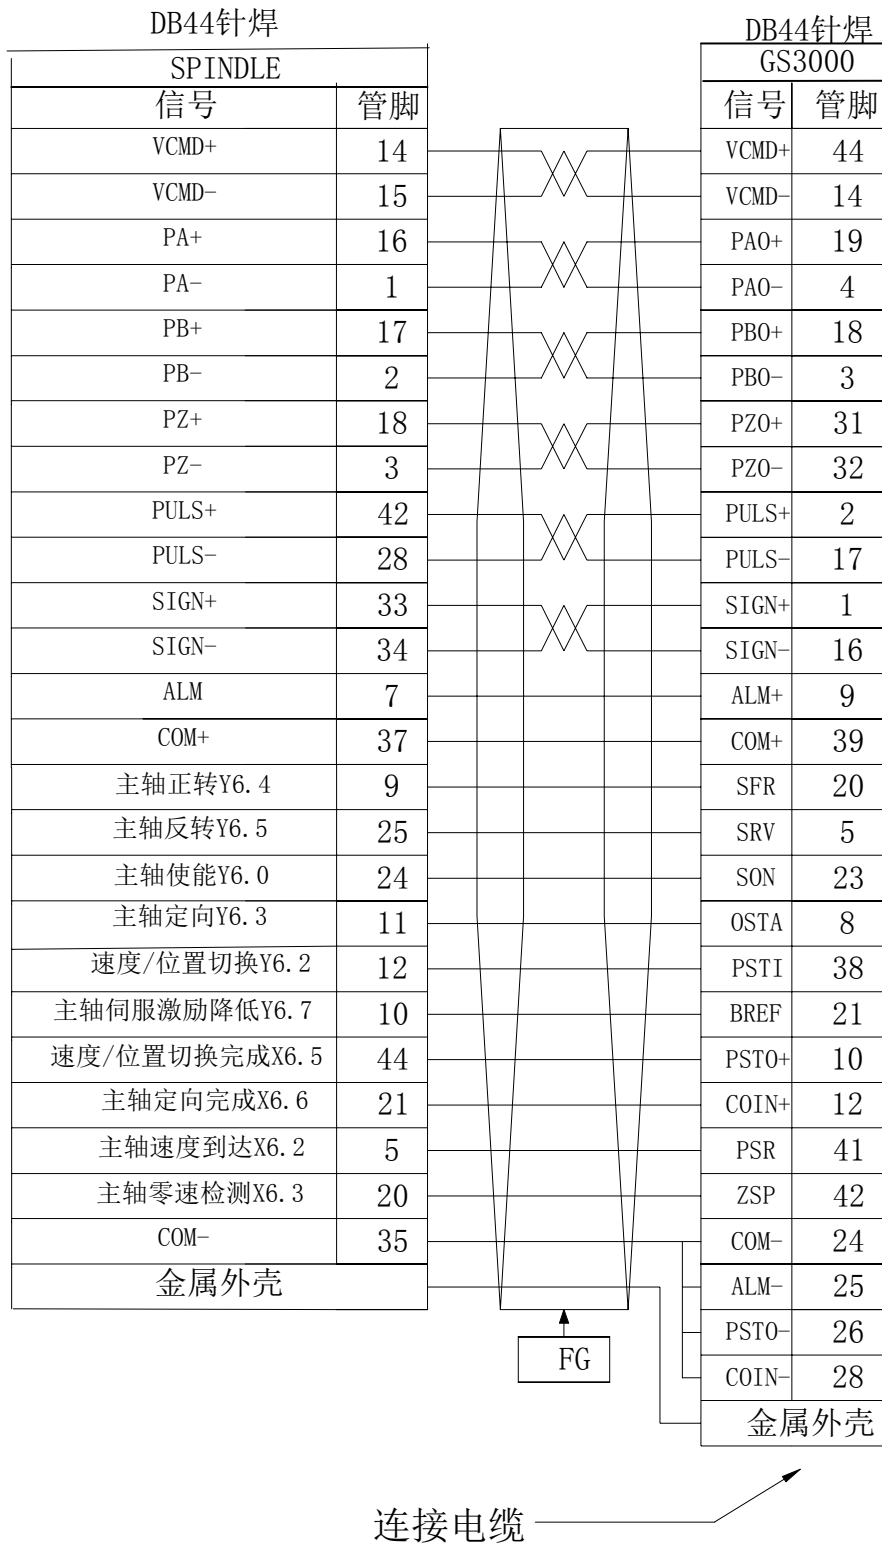 DB44针焊 DB44针焊
SPINDLE GS3000
信号 管脚 信号 管脚
VCMD+ 14 VCMD+ 44
VCMD- 15 VCMD- 14
PA+ 16 PAO+ 19
PA- 1 PAO- 4
PB+ 17 PBO+ 18
PB- 2 PBO- 3
PZ+ 18 PZO+ 31
PZ- 3 PZO- 32
PULS+ 42 PULS+ 2
PULS- 28 PULS- 17
SIGN+ 33 SIGN+ 1
SIGN- 34 SIGN- 16
ALM 7 ALM+ 9
COM+ 37 COM+ 39
主轴正转Y6.4 9 SFR 20
主轴反转Y6.5 25 SRV 5
主轴使能Y6.0 24 SON 23
主轴定向Y6.3 11 OSTA 8
速度/位置切换Y6.2 12 PSTI 38
主轴伺服激励降低Y6.7 10 BREF 21
速度/位置切换完成X6.5 44 PSTO+ 10
主轴定向完成X6.6 21 COIN+ 12
主轴速度到达X6.2 5 PSR 41
主轴零速检测X6.3 20 ZSP 42
COM- 35 COM- 24
金属外壳 ALM- 25
PSTO- 26
FG
COIN- 28
金属外壳
连接电缆